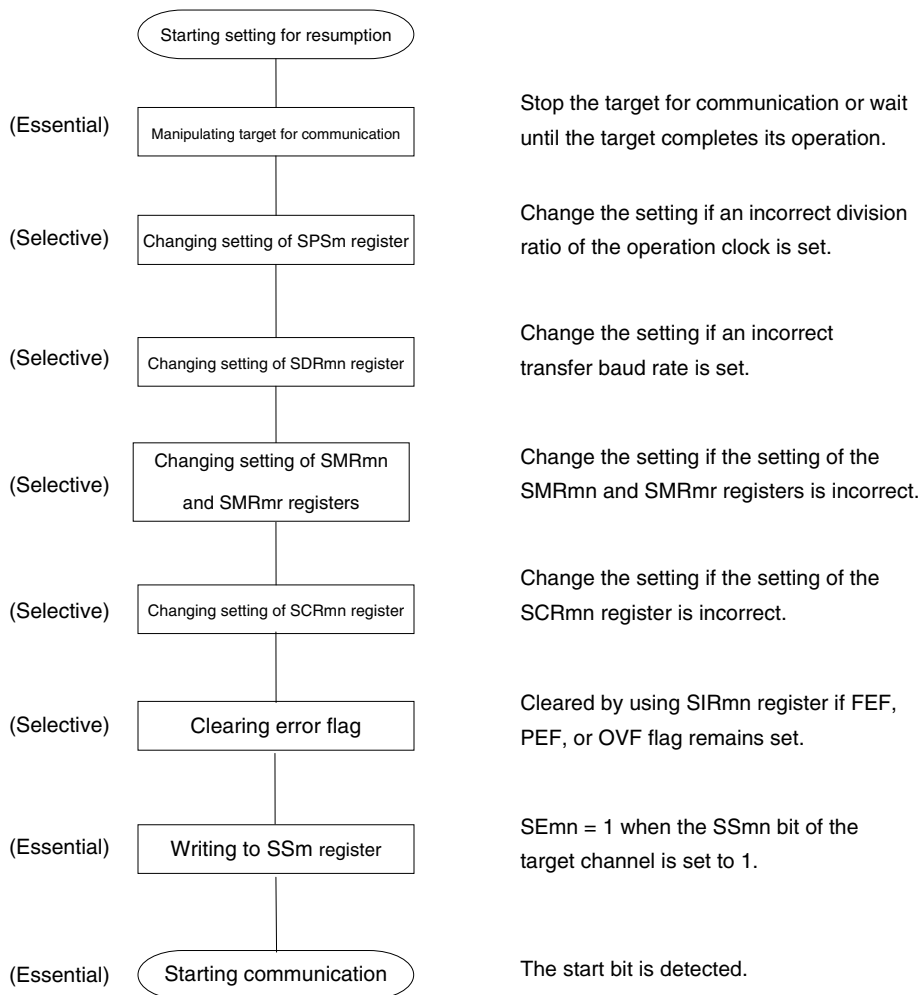 Starting setting for resumption
(Essential)
Manipulating target for communication
Stop the target for communication or wait
until the target completes its operation.
(Selective)
Changing setting of SPSm register
Change the setting if an incorrect division
ratio of the operation clock is set.
(Selective)
Changing setting of SDRmn register
Change the setting if an incorrect
transfer baud rate is set.
(Selective)
Changing setting of SMRmn
and SMRmr registers
Change the setting if the setting of the
SMRmn and SMRmr registers is incorrect.
(Selective)
Changing setting of SCRmn register
Change the setting if the setting of the
SCRmn register is incorrect.
(Selective)
Clearing error flag
Cleared by using SIRmn register if FEF,
PEF, or OVF flag remains set.
(Essential)
Writing to SSm register
SEmn = 1 when the SSmn bit of the
target channel is set to 1.
(Essential)
Starting communication
The start bit is detected.